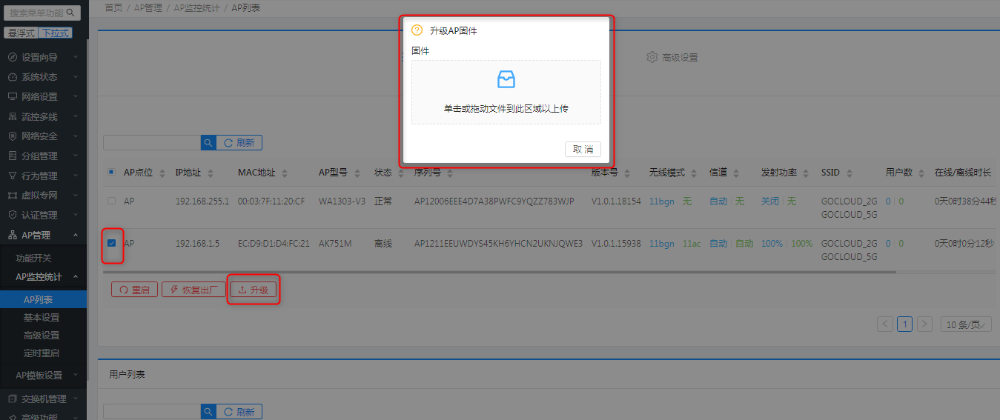 搜索菜单功能
悬浮式 下拉式
设置向导
系统状态
网络设置
流控多线
网络安全
分组管理
行为管理
虚拟专网
认证管理
AP管理
功能开关
AP监控统计
AP列表
基本设置
高级设置
定时重启
AP模板设置
交换机管理
高级功能
首页 / AP管理 / AP监控统计 / AP列表
高级设置
升级AP固件
固件
单击或拖动文件到此区域以上传
取 消
刷新
AP点位 IP地址 MAC地址 AP型号 状态 序列号 版本号 无线模式 信道 发射功率 SSID 用户数 在线/离线时长
AP 192.168.255.1 00:03:7F:11:20:CF WA1303-V3 正常 AP12006EEE4D7A38PWFC9YQZZ783WJP V1.0.1.18154 11bgn 无 自动 无 关闭 无 GOCLOUD_2G 0 0 0天0时38分44秒
GOCLOUD_5G
AP 192.168.1.5 EC:D9:D1:D4:FC:21 AK751M 离线 AP1211EEUWDYS45KH6YHCN2UKNJQWE3 V1.0.1.15938 11bgn 11ac 自动 自动 100% 100% GOCLOUD_2G 0 0 0天0时0分12秒
GOCLOUD_5G
重启 恢复出厂 升级
< 1 > 10 条/页
用户列表
刷新